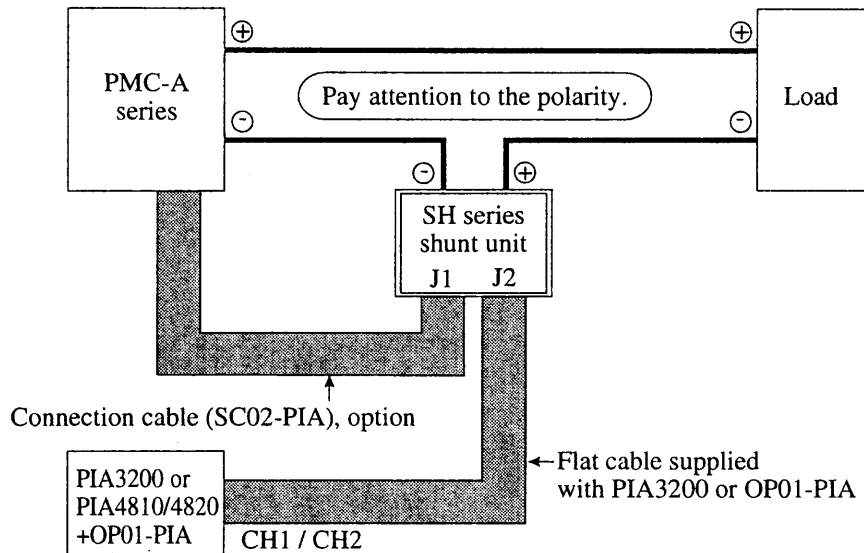 ⊕
⊕
PMC-A
series
Pay attention to the polarity.
Load
⊖
⊖
⊖
⊕
SH series
shunt unit
J1 J2
Connection cable (SC02-PIA), option
Flat cable supplied
with PIA3200 or OP01-PIA
PIA3200 or
PIA4810/4820
+OP01-PIA
CH1 / CH2